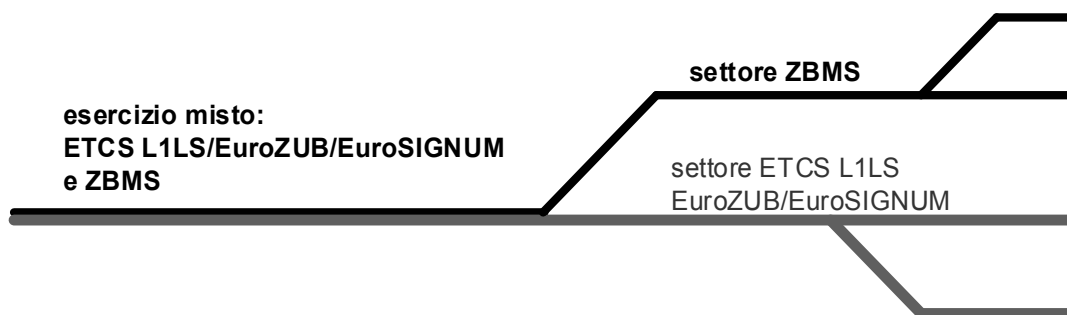 settore ZBMS
esercizio misto:
ETCS L1LS/EuroZUB/EuroSIGNUM
e ZBMS
settore ETCS L1LS
EuroZUB/EuroSIGNUM